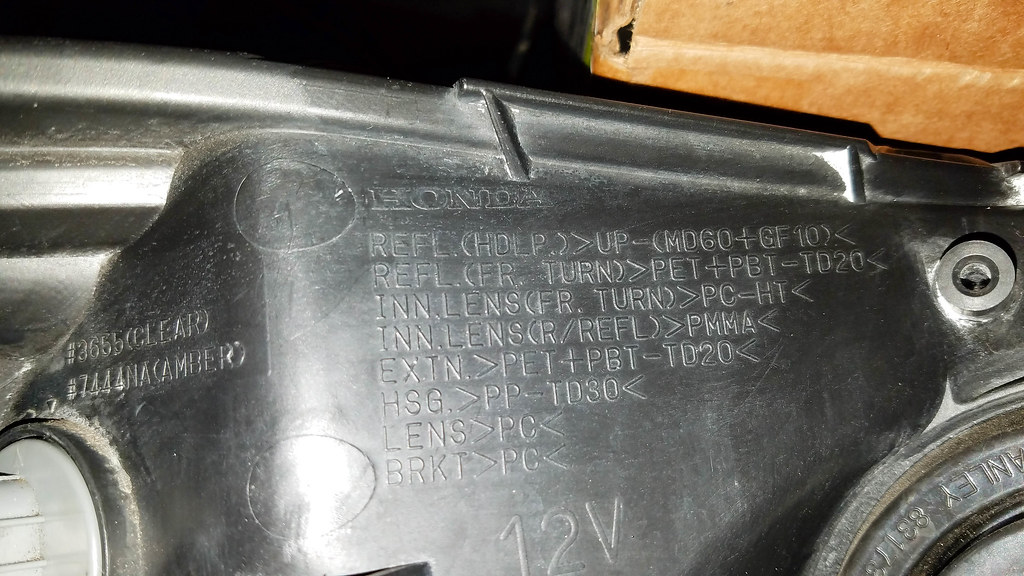 HONDA
REFL.(HDLP.)>UP-(MD60+GF10)<
REFL.(FR. TURN)>PET+PBT-TD20<
INN.LENS(FR. TURN)>PC-HT<
INN.LENS(R/REFL)>PMMA<
EXTN.>PET+PBT-TD20<
HSG.>PP-TD30<
LENS>PC<
BRKT>PC<
12V
#3655(CLEAR)
#7444NA(AMBER)